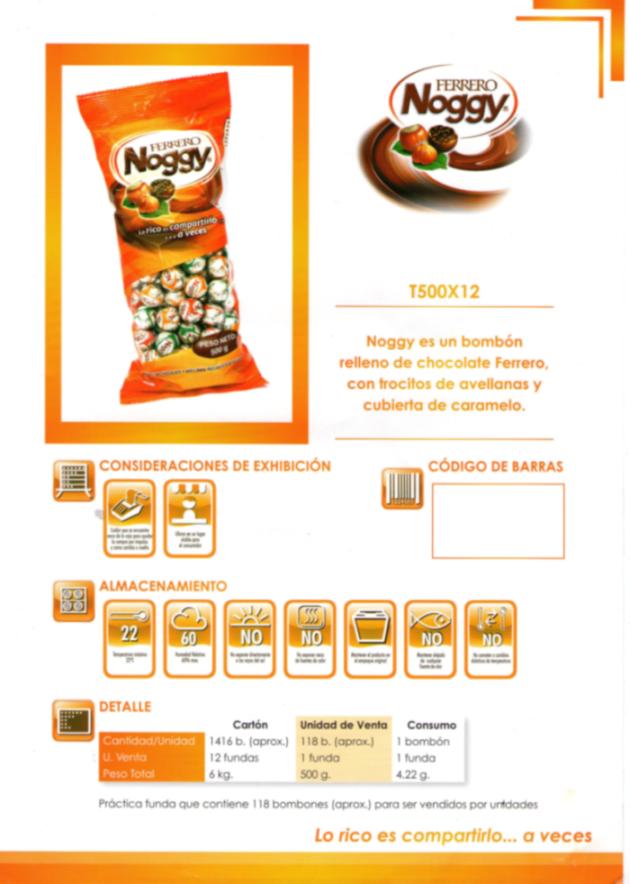 FERRERO
Noggy
Lo rico es compartirlo
... a veces
PESO NETO
500 g
FERRERO
Noggy
T500X12
Noggy es un bombón
relleno de chocolate Ferrero,
con trocitos de avellanas y
cubierta de caramelo.
CONSIDERACIONES DE EXHIBICIÓN
CÓDIGO DE BARRAS
ALMACENAMIENTO
22
60
NO
NO
NO
NO
DETALLE
Cartón Unidad de Venta Consumo
Cantidad/Unidad 1416 b. (aprox.) 118 b. (aprox.) 1 bombón
U. Venta 12 fundas 1 funda 1 funda
Peso Total 6 kg. 500 g. 4.22 g.
Práctica funda que contiene 118 bombones (aprox.) para ser vendidos por unidades
Lo rico es compartirlo... a veces